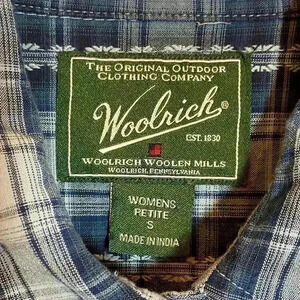 THE ORIGINAL OUTDOOR
CLOTHING COMPANY
Woolrich®
EST. 1830
WOOLRICH WOOLEN MILLS
WOOLRICH, PENNSYLVANIA
WOMENS
PETITE
S
MADE IN INDIA